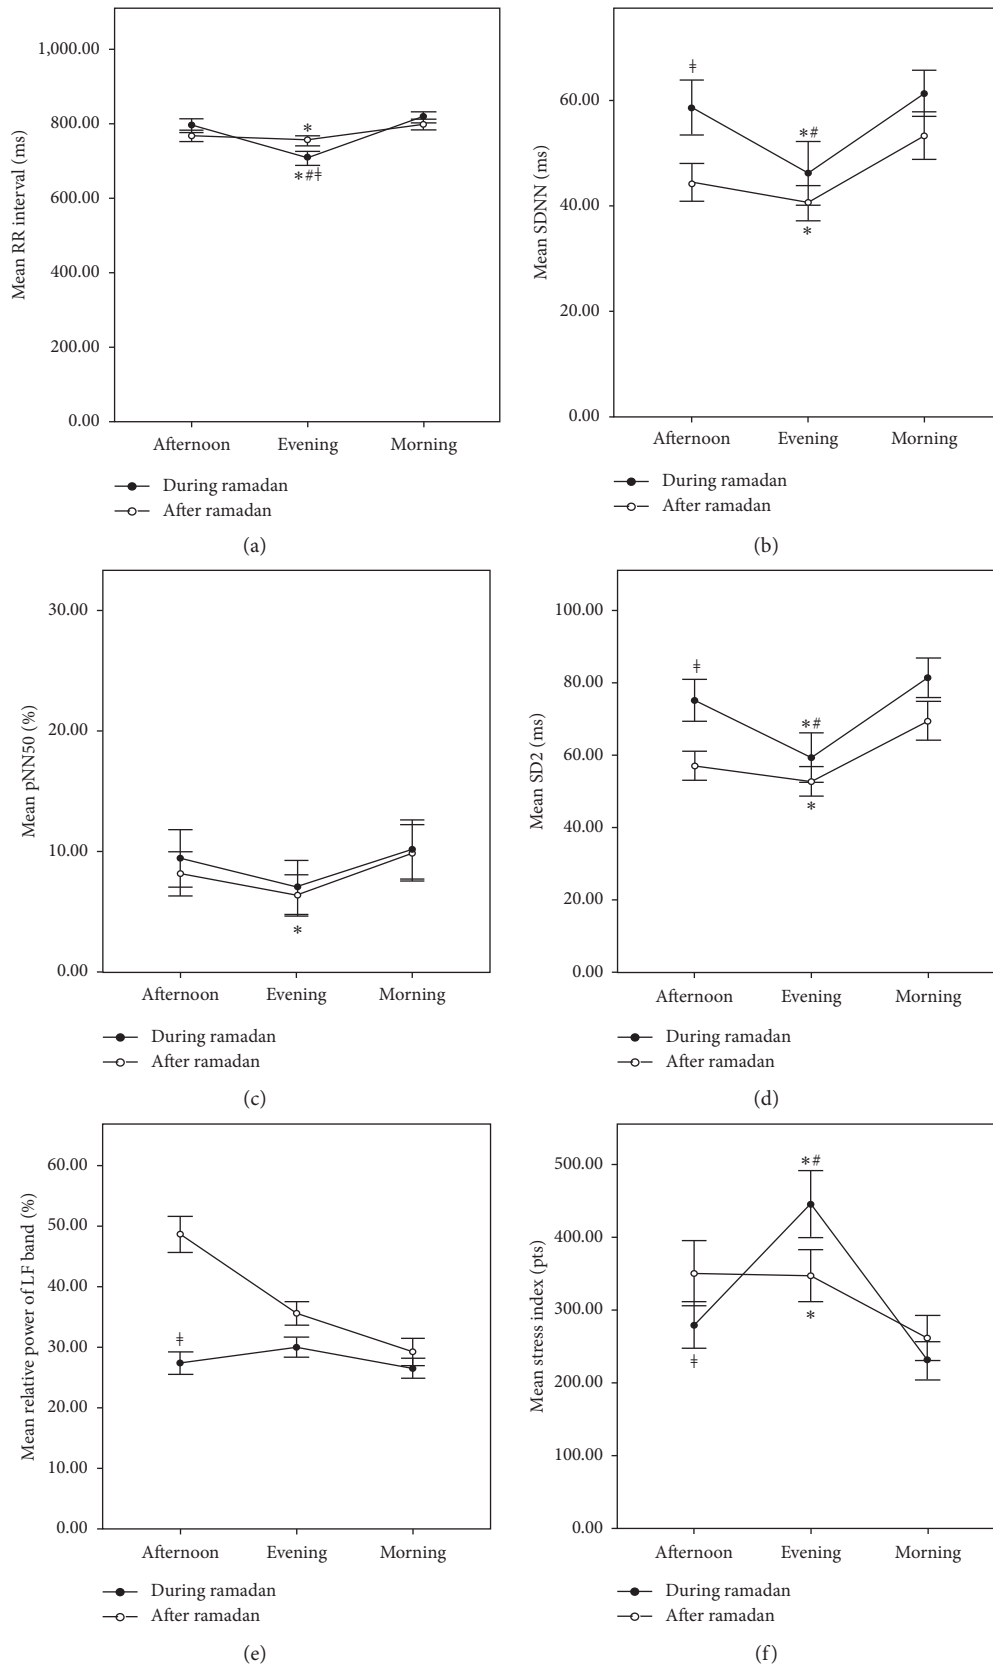 1,000.00
800.00
600.00
400.00
200.00
0.00
Mean RR interval (ms)
*
*#ǂ
Afternoon Evening Morning
During ramadan
After ramadan
(a)
60.00
40.00
20.00
0.00
Mean SDNN (ms)
ǂ
*#
*
Afternoon Evening Morning
During ramadan
After ramadan
(b)
30.00
20.00
10.00
0.00
Mean pNN50 (%)
*
Afternoon Evening Morning
During ramadan
After ramadan
(c)
100.00
80.00
60.00
40.00
20.00
0.00
Mean SD2 (ms)
ǂ
*#
*
Afternoon Evening Morning
During ramadan
After ramadan
(d)
60.00
50.00
40.00
30.00
20.00
10.00
0.00
Mean relative power of LF band (%)
ǂ
Afternoon Evening Morning
During ramadan
After ramadan
(e)
500.00
400.00
300.00
200.00
100.00
0.00
Mean stress index (pts)
*#
*
ǂ
Afternoon Evening Morning
During ramadan
After ramadan
(f)